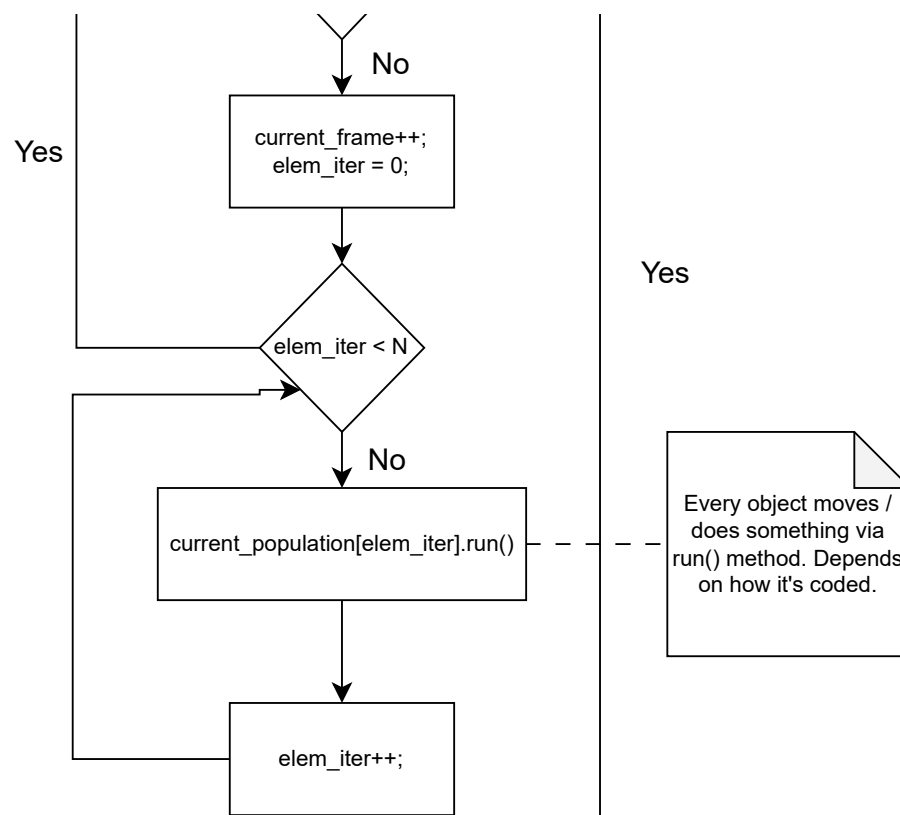 No
current_frame++;
elem_iter = 0;
Yes
Yes
elem_iter < N
No
current_population[elem_iter].run()
Every object moves /
does something via
run() method. Depends
on how it's coded.
elem_iter++;